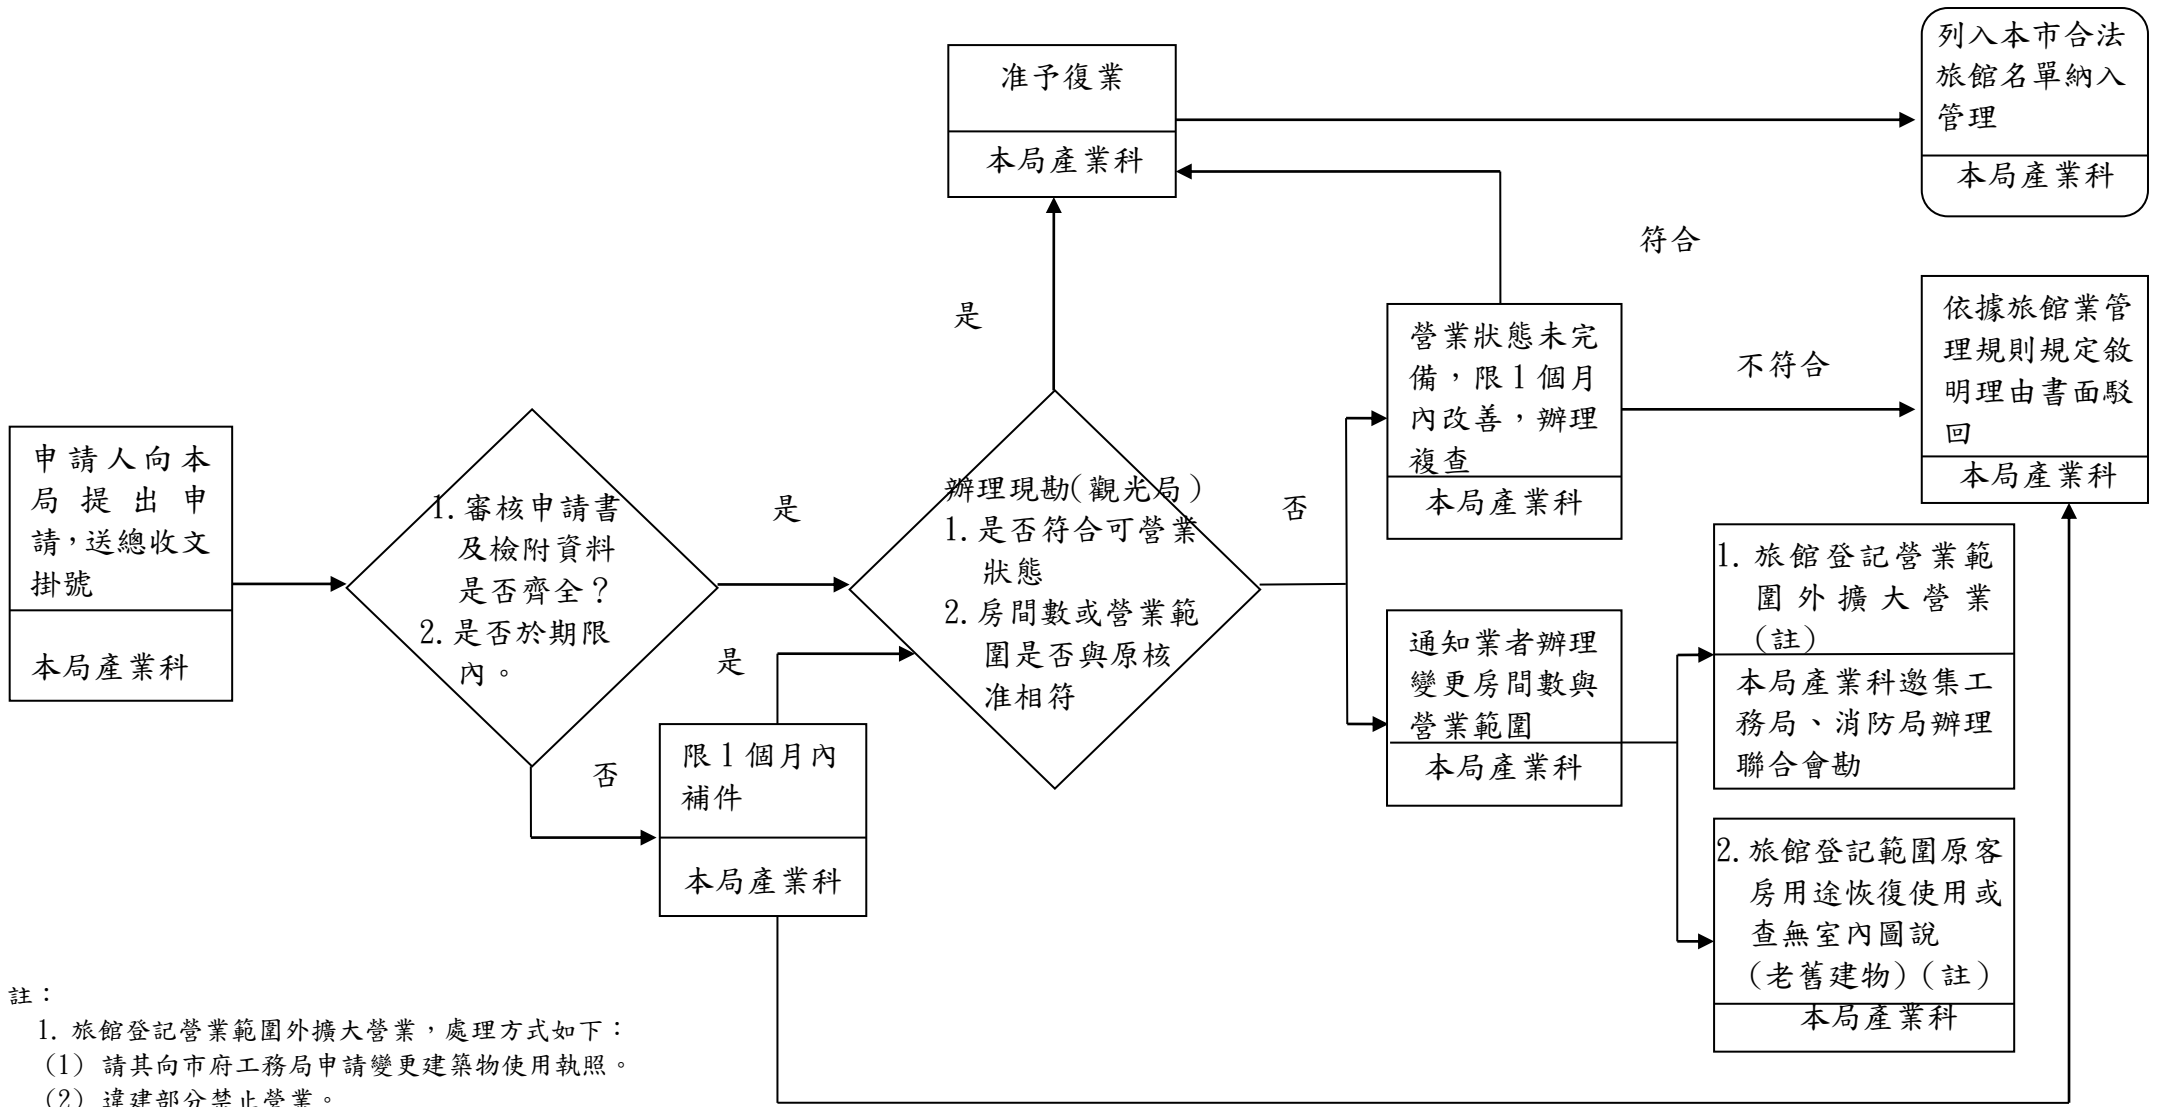 申請人向本
局提出申
請，送總收文
掛號
本局產業科
1. 審核申請書
及檢附資料
是否齊全？
2. 是否於期限
內。
是
否
是
限1個月內
補件
本局產業科
准予復業
本局產業科
是
辦理現勘(觀光局)
1. 是否符合可營業
狀態
2. 房間數或營業範
圍是否與原核
准相符
否
營業狀態未完
備，限1個月
內改善，辦理
複查
本局產業科
通知業者辦理
變更房間數與
營業範圍
本局產業科
符合
不符合
列入本市合法
旅館名單納入
管理
本局產業科
依據旅館業管
理規則規定敘
明理由書面駁
回
本局產業科
1. 旅館登記營業範
圍外擴大營業
(註)
本局產業科邀集工
務局、消防局辦理
聯合會勘
2. 旅館登記範圍原客
房用途恢復使用或
查無室內圖說
(老舊建物)(註)
本局產業科
註：
1. 旅館登記營業範圍外擴大營業，處理方式如下：
(1) 請其向市府工務局申請變更建築物使用執照。
(2) 違建部分禁止營業。